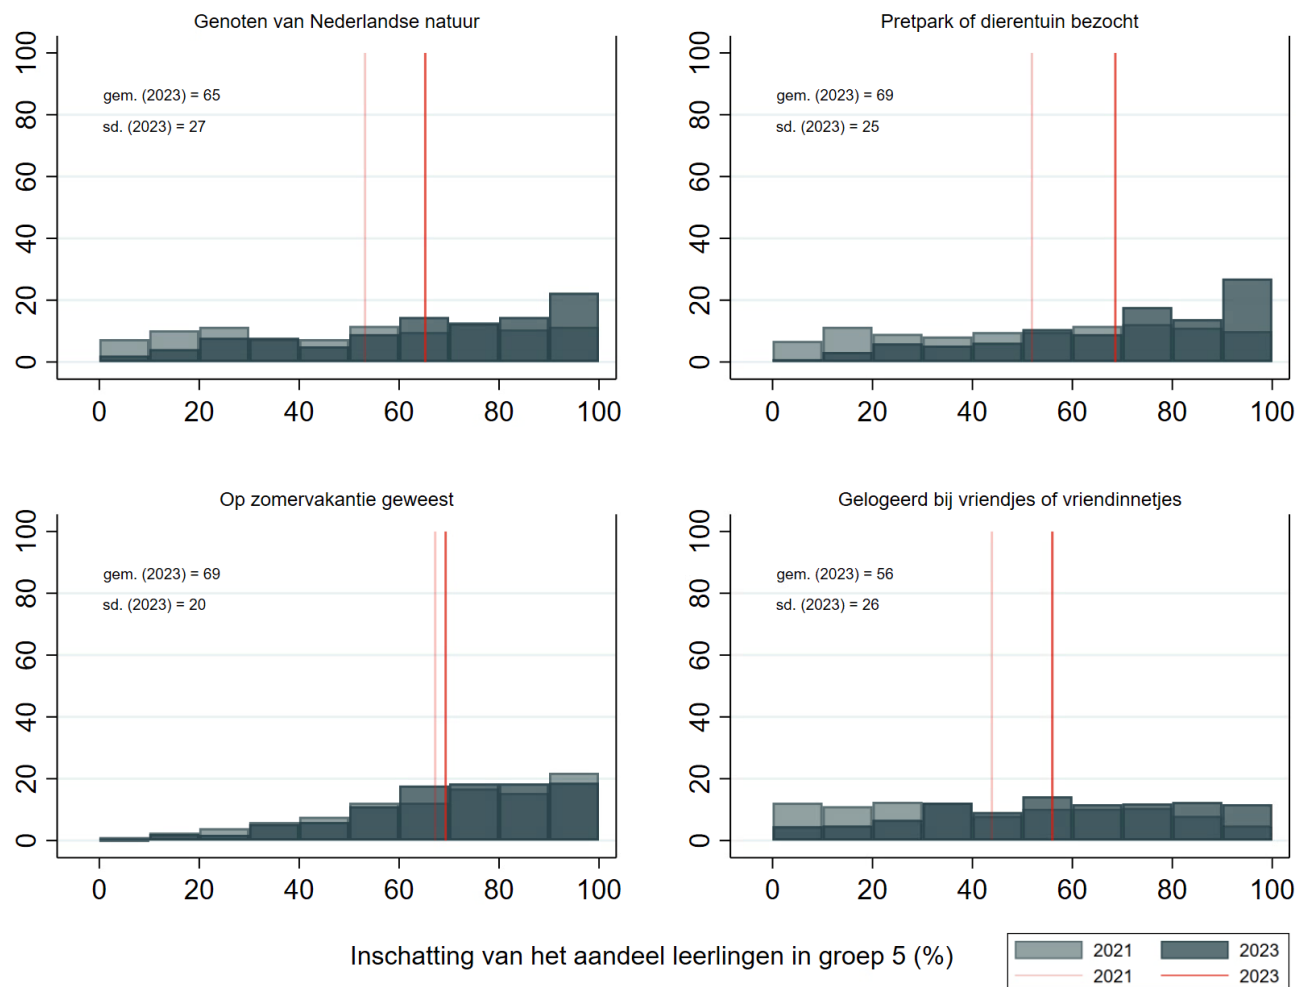 Genoten van Nederlandse natuur
100
80
60
40
20
0
gem. (2023) = 65
sd. (2023) = 27
0 20 40 60 80 100
Pretpark of dierentuin bezocht
100
80
60
40
20
0
gem. (2023) = 69
sd. (2023) = 25
0 20 40 60 80 100
Op zomervakantie geweest
100
80
60
40
20
0
gem. (2023) = 69
sd. (2023) = 20
0 20 40 60 80 100
Gelogeerd bij vriendjes of vriendinnetjes
100
80
60
40
20
0
gem. (2023) = 56
sd. (2023) = 26
0 20 40 60 80 100
Inschatting van het aandeel leerlingen in groep 5 (%)
2021 2023
2021 2023